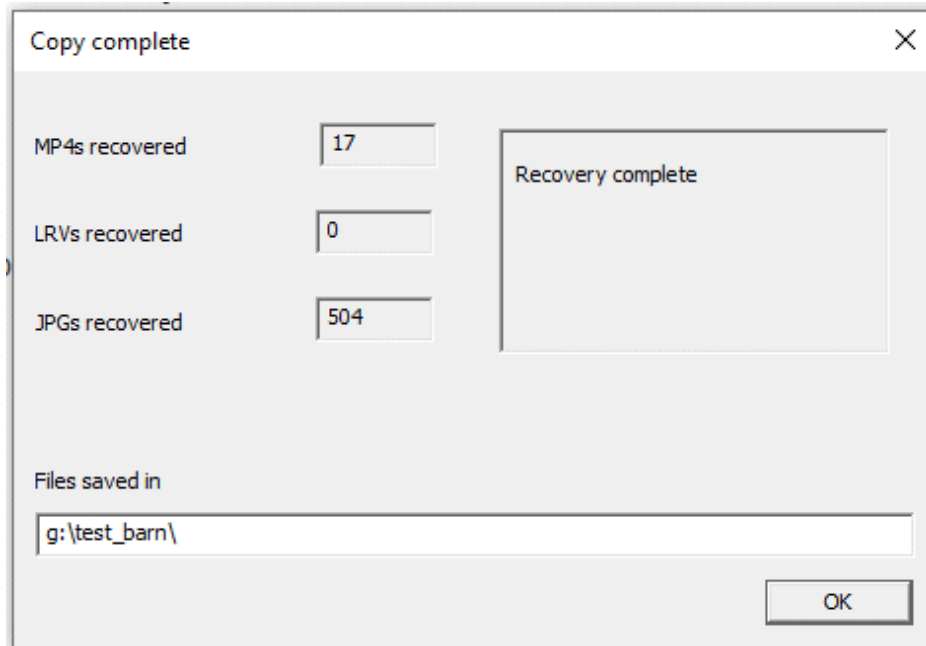 Copy complete
MP4s recovered
17
Recovery complete
LRVs recovered
0
JPGs recovered
504
Files saved in
g:\test_barn\
OK